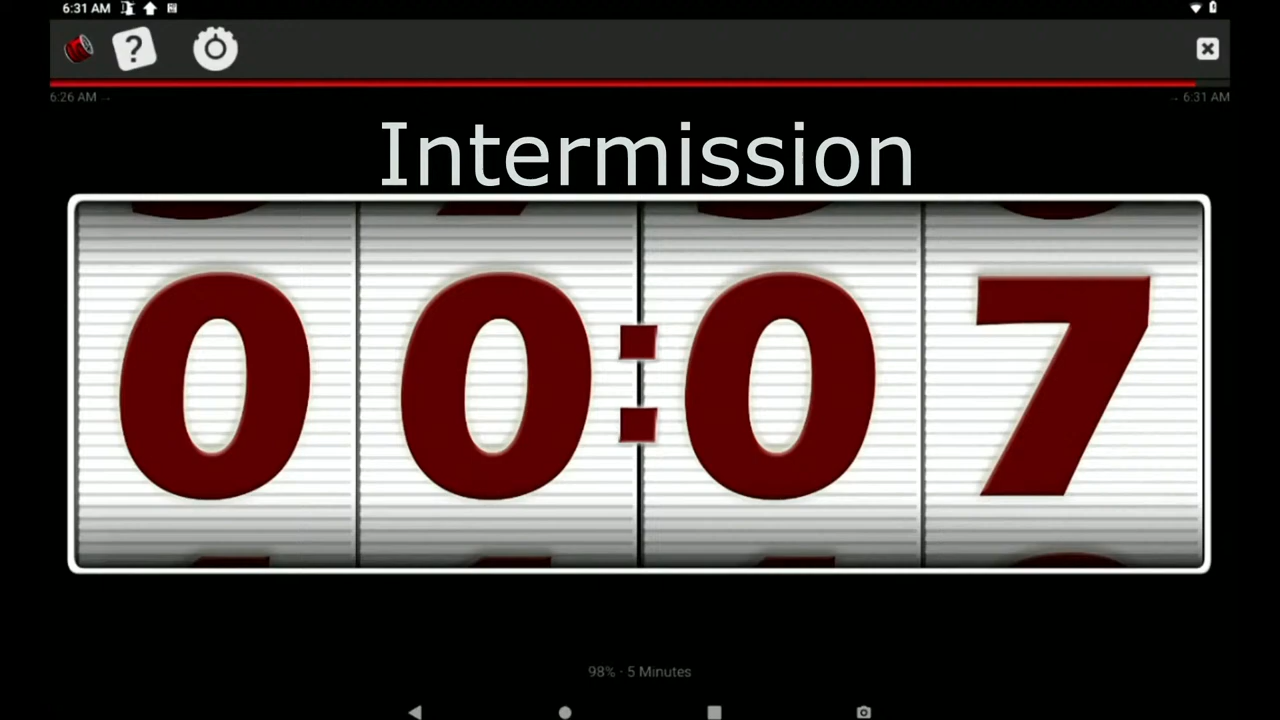 6:31 AM
?
6:26 AM →
→ 6:31 AM
Intermission
00:07
98% · 5 Minutes